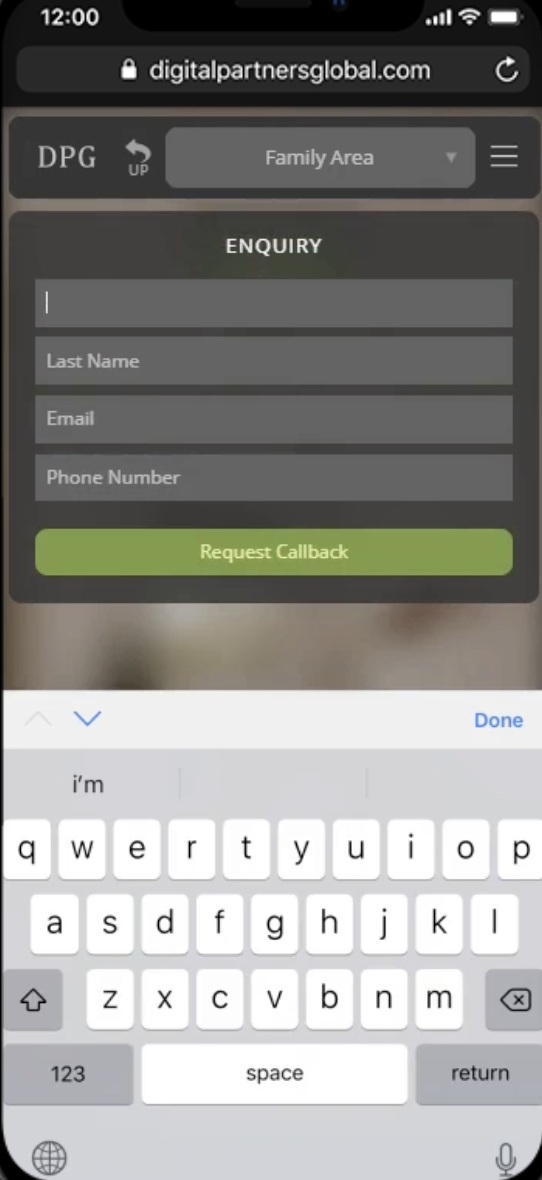 12:00
digitalpartnersglobal.com
DPG UP Family Area
ENQUIRY
Last Name
Email
Phone Number
Request Callback
Done
i'm
q w e r t y u i o p
a s d f g h j k l
z x c v b n m
123 space return